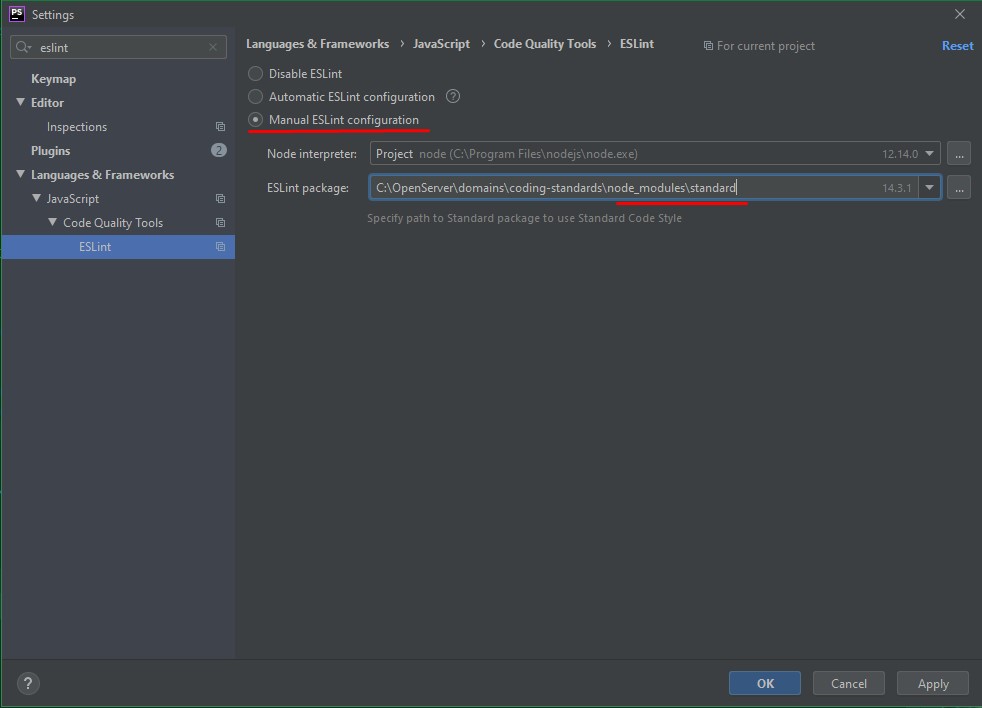 PS Settings
eslint
Languages & Frameworks › JavaScript › Code Quality Tools › ESLint For current project Reset
Keymap
Editor
Inspections
Plugins 2
Languages & Frameworks
JavaScript
Code Quality Tools
ESLint
Disable ESLint
Automatic ESLint configuration ?
Manual ESLint configuration
Node interpreter: Project node (C:\Program Files\nodejs\node.exe) 12.14.0 ...
ESLint package: C:\OpenServer\domains\coding-standards\node_modules\standard 14.3.1 ...
Specify path to Standard package to use Standard Code Style
? OK Cancel Apply